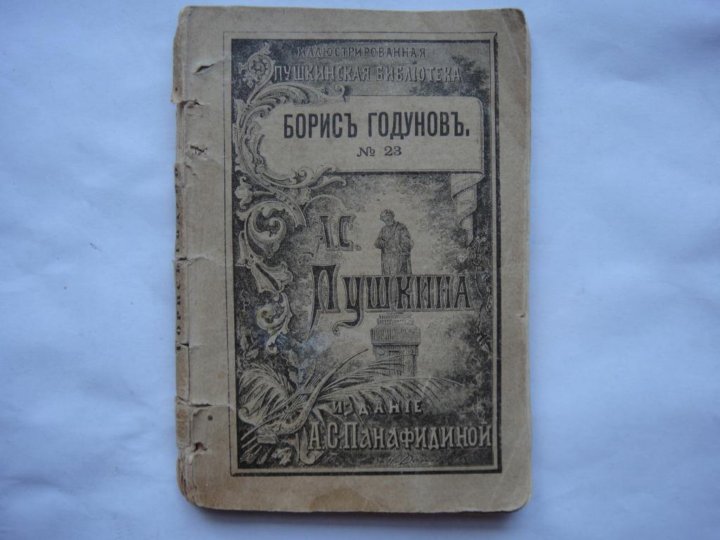 ИЛЛЮСТРИРОВАННАЯ
ПУШКИНСКАЯ БИБЛІОТЕКА
БОРИСЪ ГОДУНОВЪ.
№ 23
А.С.
ПУШКИНА
ИЗДАНІЕ
А.С.ПАНАФИДИНОЙ